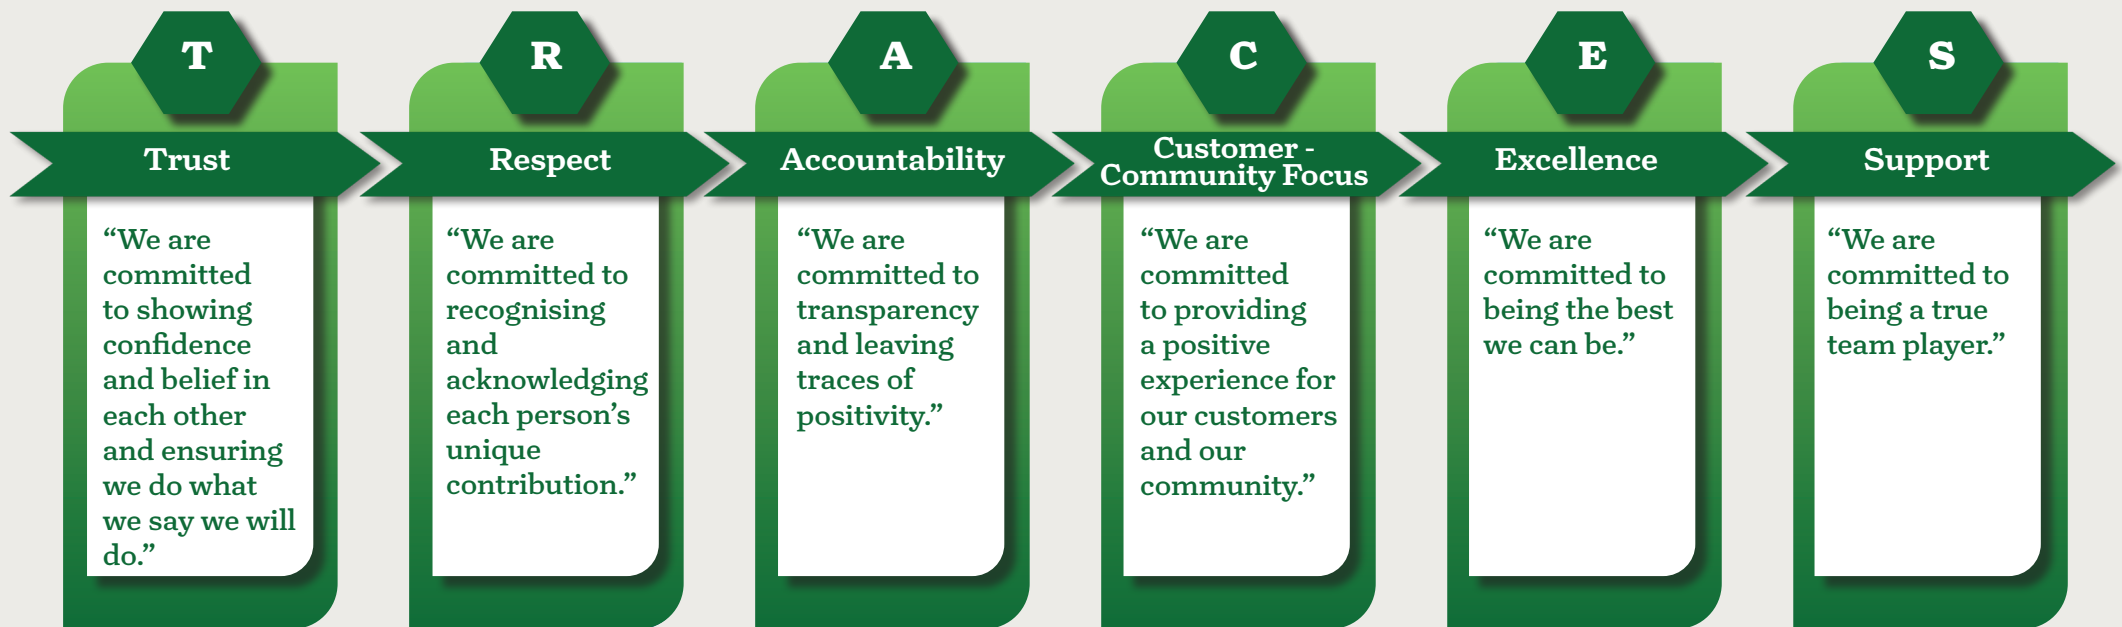 T
Trust
“We are
committed
to showing
confidence
and belief in
each other
and ensuring
we do what
we say we will
do.”
R
Respect
“We are
committed to
recognising
and
acknowledging
each person’s
unique
contribution.”
A
Accountability
“We are
committed to
transparency
and leaving
traces of
positivity.”
C
Customer -
Community Focus
“We are
committed
to providing
a positive
experience for
our customers
and our
community.”
E
Excellence
“We are
committed to
being the best
we can be.”
S
Support
“We are
committed to
being a true
team player.”